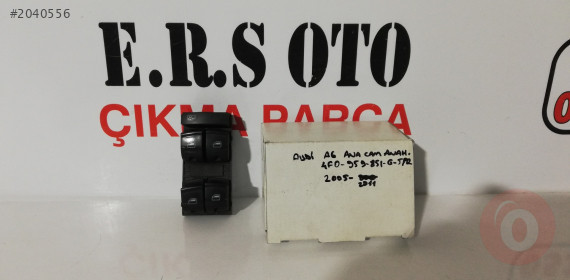 #2040556
E.R.S OTO
ÇIKMA PARÇA
Audi A6 ANA CAM ANAH.
4F0-959-851-G-5PR
2005-
2011